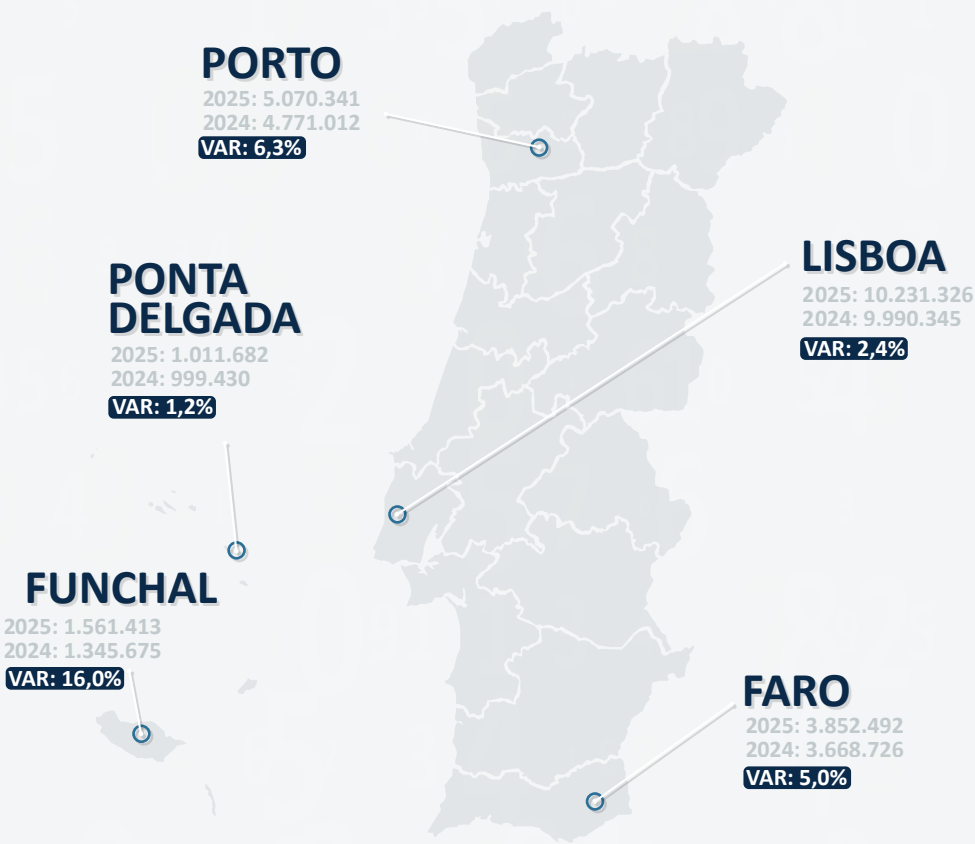 PORTO
2025: 5.070.341
2024: 4.771.012
VAR: 6,3%
LISBOA
2025: 10.231.326
2024: 9.990.345
VAR: 2,4%
PONTA
DELGADA
2025: 1.011.682
2024: 999.430
VAR: 1,2%
FUNCHAL
2025: 1.561.413
2024: 1.345.675
VAR: 16,0%
FARO
2025: 3.852.492
2024: 3.668.726
VAR: 5,0%